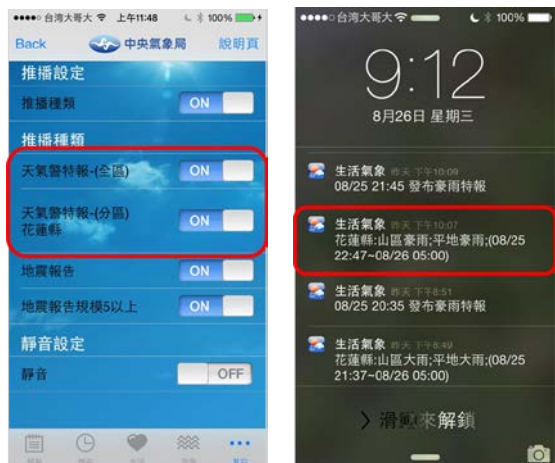 台湾大哥大 上午11:48 100%
Back 中央氣象局 說明頁
推播設定
推播種類 ON
推播種類
天氣警特報-(全區) ON
天氣警特報-(分區)
花蓮縣 ON
地震報告 ON
地震報告規模5以上 ON
靜音設定
靜音 OFF
台湾大哥大 100%
9:12
8月26日 星期三
生活氣象 昨天 下午10:09
08/25 21:45 發布豪雨特報
生活氣象 昨天 下午10:07
花蓮縣:山區豪雨;平地豪雨;(08/25
22:47~08/26 05:00)
生活氣象 昨天 下午8:51
08/25 20:35 發布豪雨特報
生活氣象 昨天 下午8:49
花蓮縣:山區大雨;平地大雨;(08/25
21:37~08/26 05:00)
滑動來解鎖